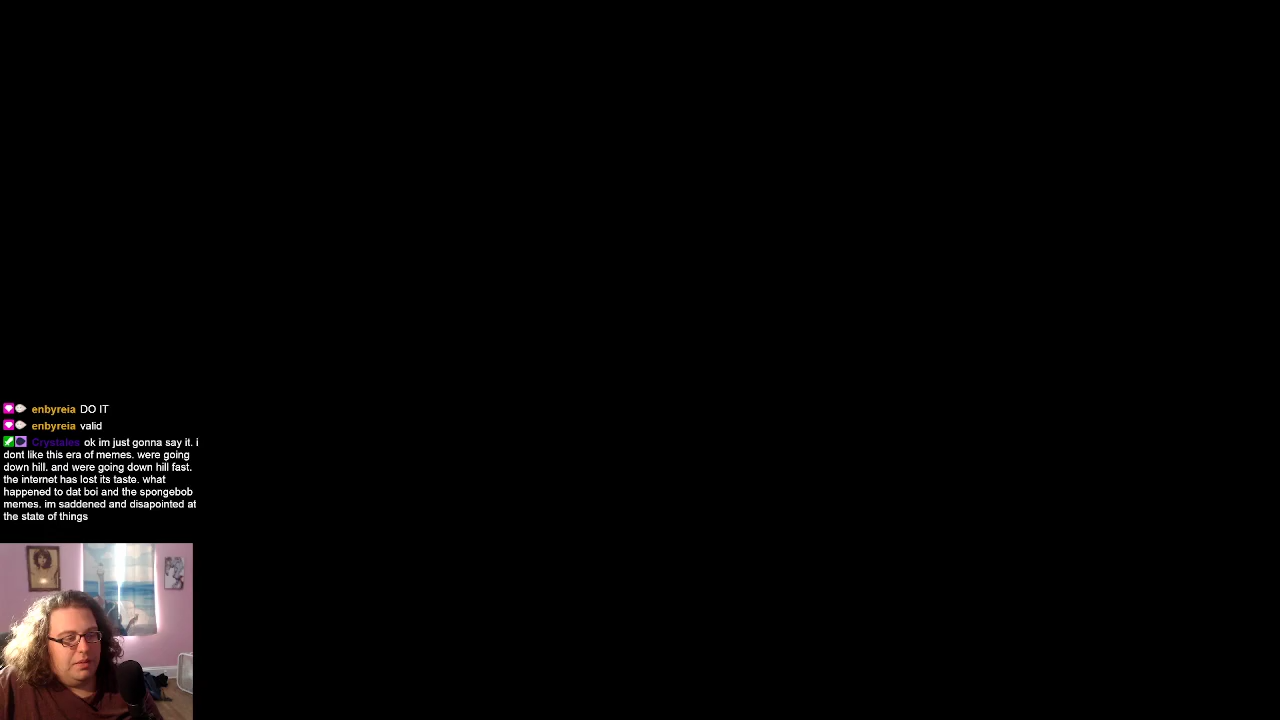 enbyreia DO IT
enbyreia valid
Crystales ok im just gonna say it. i
dont like this era of memes. were going
down hill. and were going down hill fast.
the internet has lost its taste. what
happened to dat boi and the spongebob
memes. im saddened and disapointed at
the state of things